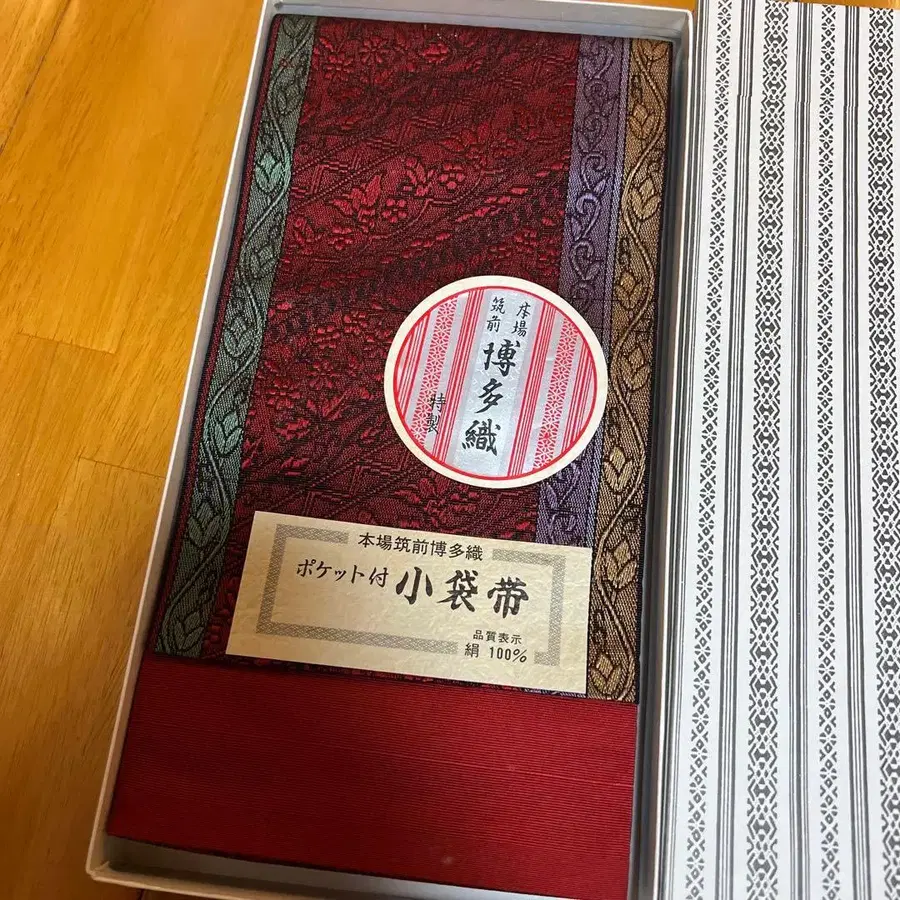 本場
筑前
博多織
特製
本場筑前博多織
ポケット付 小袋帯
品質表示
絹 100%